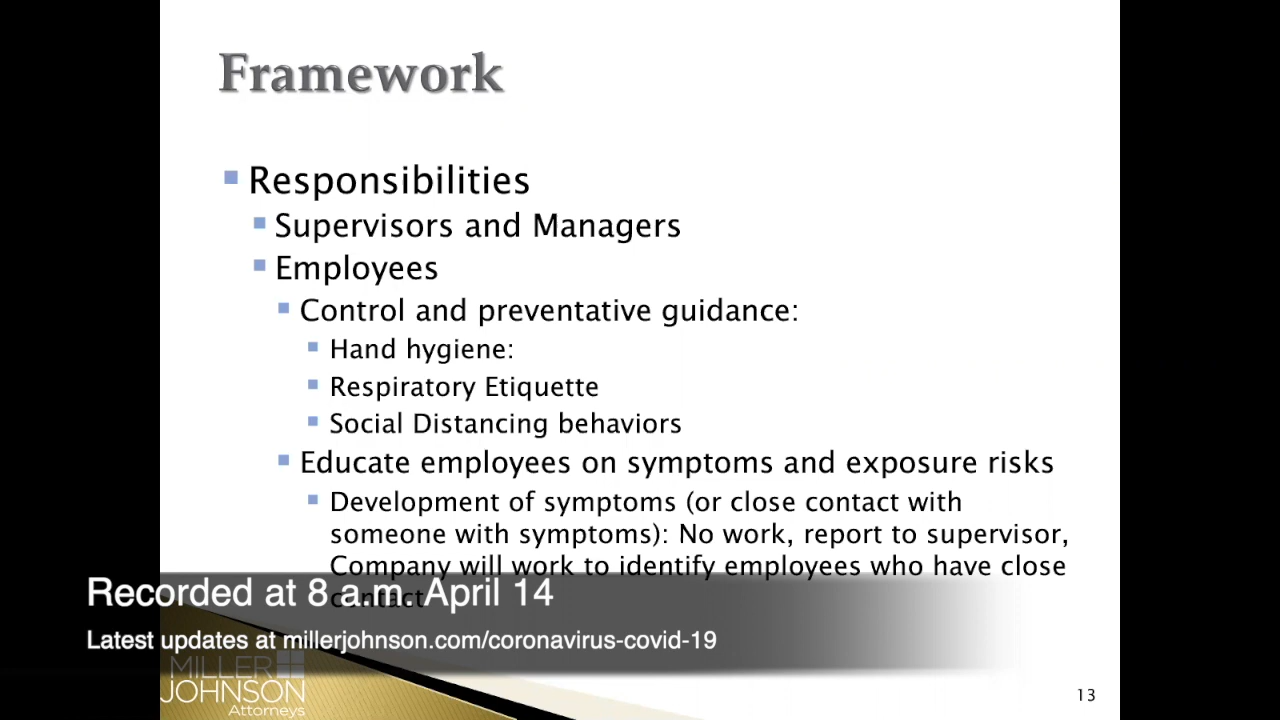 Framework
Responsibilities
Supervisors and Managers
Employees
Control and preventative guidance:
Hand hygiene:
Respiratory Etiquette
Social Distancing behaviors
Educate employees on symptoms and exposure risks
Development of symptoms (or close contact with
someone with symptoms): No work, report to supervisor,
Company will work to identify employees who have close
contact
Recorded at 8 a.m. April 14
Latest updates at millerjohnson.com/coronavirus-covid-19
MILLER
JOHNSON
Attorneys
13